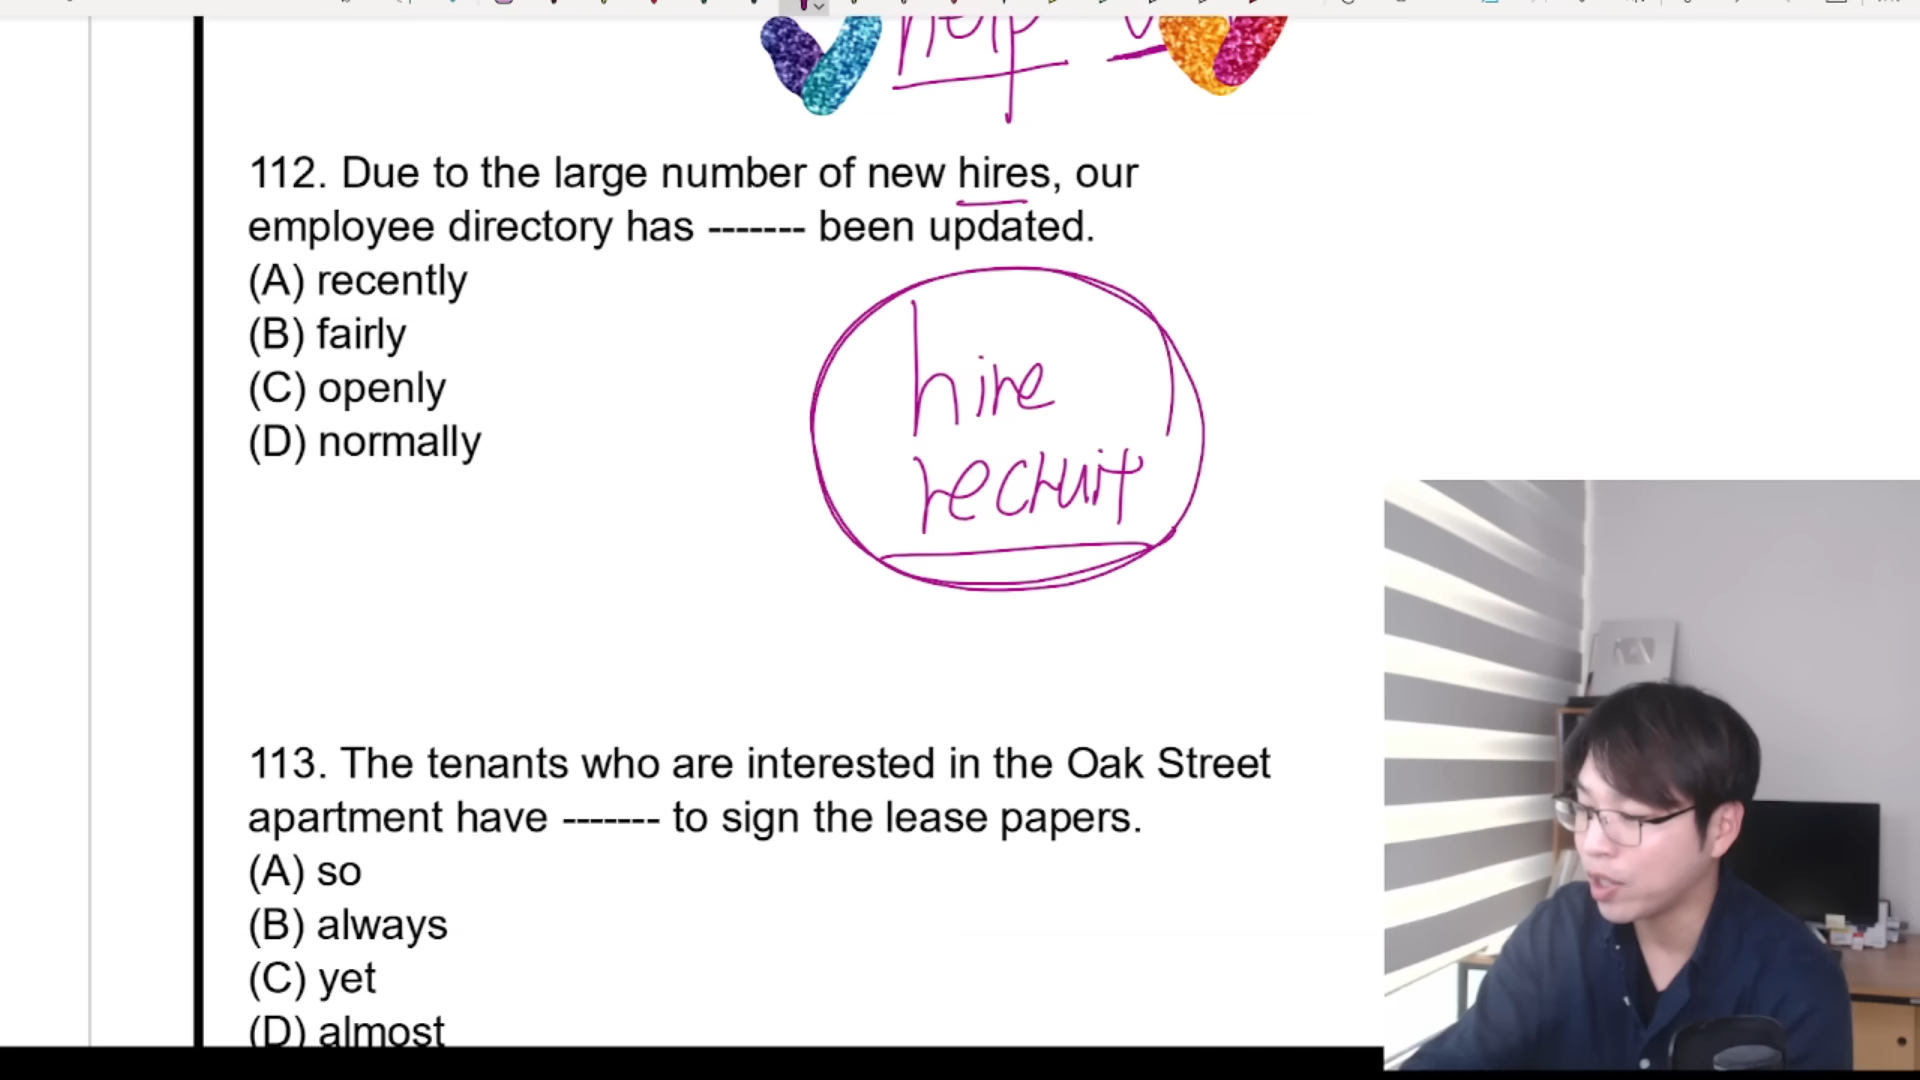 help
112. Due to the large number of new hires, our
employee directory has ------- been updated.
(A) recently
(B) fairly
(C) openly
(D) normally
hire
recruit
113. The tenants who are interested in the Oak Street
apartment have ------- to sign the lease papers.
(A) so
(B) always
(C) yet
(D) almost